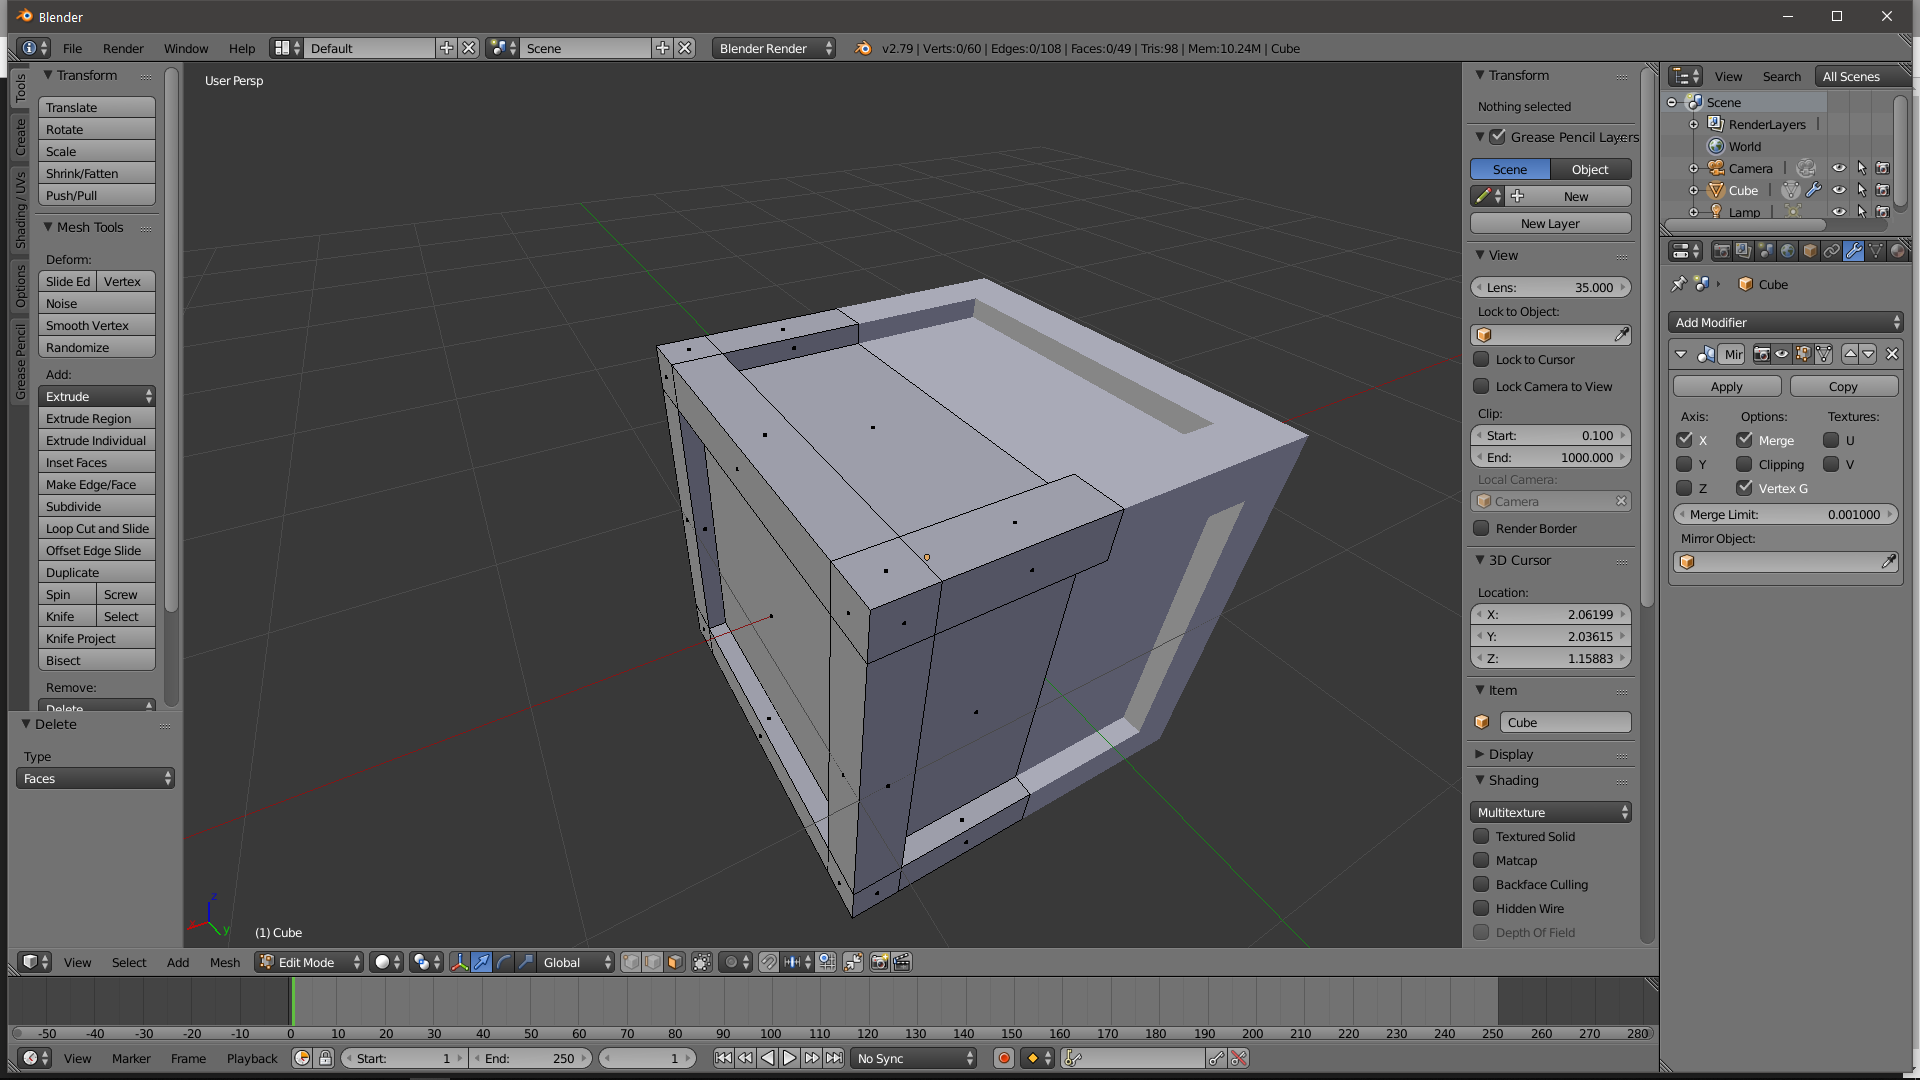 Blender
File Render Window Help Default Scene Blender Render v2.79 | Verts:0/60 | Edges:0/108 | Faces:0/49 | Tris:98 | Mem:10.24M | Cube
Tools
Create
Shading / UVs
Options
Grease Pencil
Transform
Translate
Rotate
Scale
Shrink/Fatten
Push/Pull
Mesh Tools
Deform:
Slide Ed Vertex
Noise
Smooth Vertex
Randomize
Add:
Extrude
Extrude Region
Extrude Individual
Inset Faces
Make Edge/Face
Subdivide
Loop Cut and Slide
Offset Edge Slide
Duplicate
Spin Screw
Knife Select
Knife Project
Bisect
Remove:
Delete
Delete
Type
Faces
User Persp
z
x
y
(1) Cube
Transform
Nothing selected
Grease Pencil Layers
Scene Object
New
New Layer
View
Lens: 35.000
Lock to Object:
Lock to Cursor
Lock Camera to View
Clip:
Start: 0.100
End: 1000.000
Local Camera:
Camera
Render Border
3D Cursor
Location:
X: 2.06199
Y: 2.03615
Z: 1.15883
Item
Cube
Display
Shading
Multitexture
Textured Solid
Matcap
Backface Culling
Hidden Wire
Depth Of Field
View Search All Scenes
Scene
RenderLayers
World
Camera
Cube
Lamp
Cube
Add Modifier
Mir
Apply Copy
Axis: Options: Textures:
X Merge U
Y Clipping V
Z Vertex G
Merge Limit: 0.001000
Mirror Object:
View Select Add Mesh Edit Mode Global
-50 -40 -30 -20 -10 0 10 20 30 40 50 60 70 80 90 100 110 120 130 140 150 160 170 180 190 200 210 220 230 240 250 260 270 280
View Marker Frame Playback Start: 1 End: 250 1 No Sync